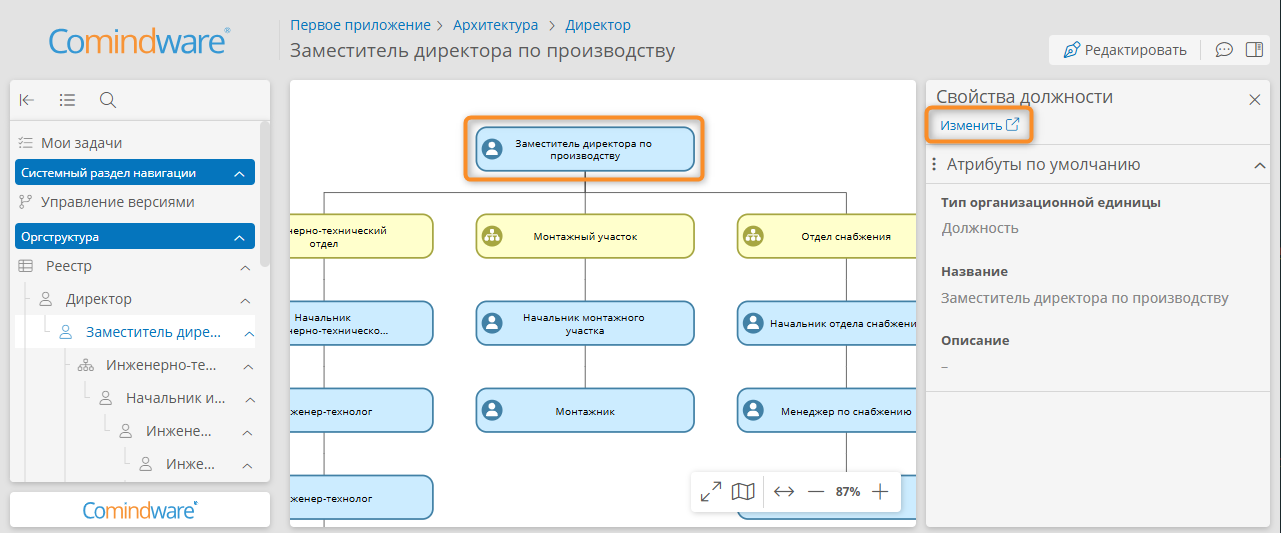 Comindware®
Первое приложение > Архитектура > Директор
Заместитель директора по производству
Редактировать
Мои задачи
Системный раздел навигации
Управление версиями
Оргструктура
Реестр
Директор
Заместитель дире...
Инженерно-те...
Начальник и...
Инжене...
Инже...
Comindware
Заместитель директора по
производству
нерно-технический
отдел
Монтажный участок
Отдел снабжения
Начальник
нерно-техническо...
Начальник монтажного
участка
Начальник отдела снабжени
женер-технолог
Монтажник
Менеджер по снабжению
женер-технолог
87%
Свойства должности
Изменить
Атрибуты по умолчанию
Тип организационной единицы
Должность
Название
Заместитель директора по производству
Описание
–